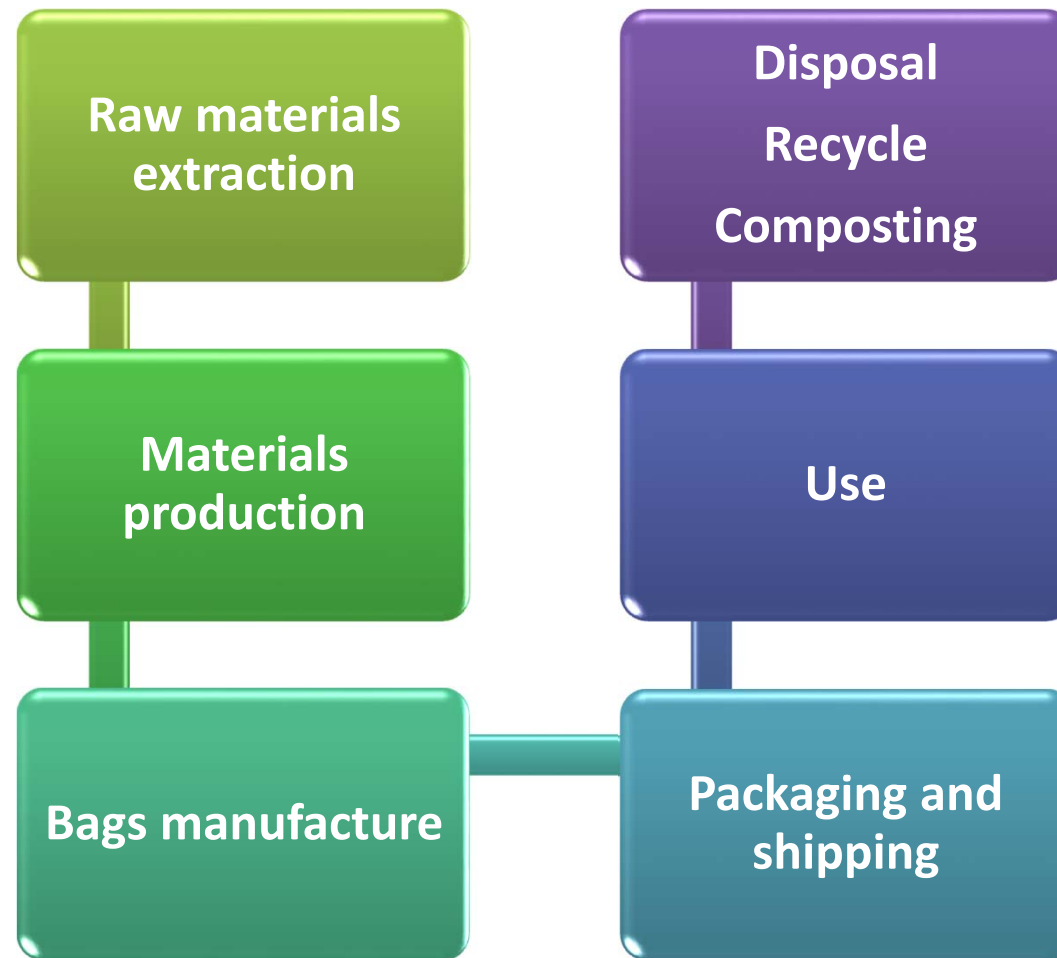 Raw materials
extraction
Materials
production
Bags manufacture
Packaging and
shipping
Use
Disposal
Recycle
Composting